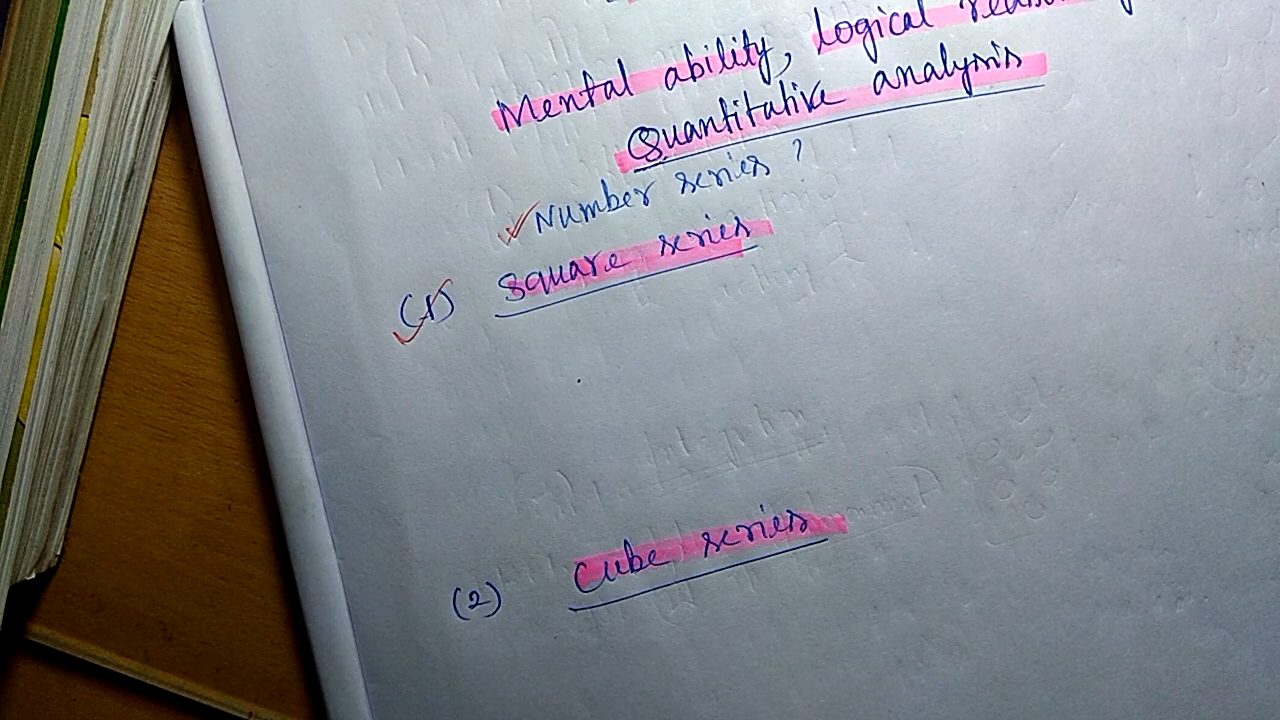 Mental ability, Logical
Quantitative analysis
Number series ?
(1) Square series
(2) Cube series